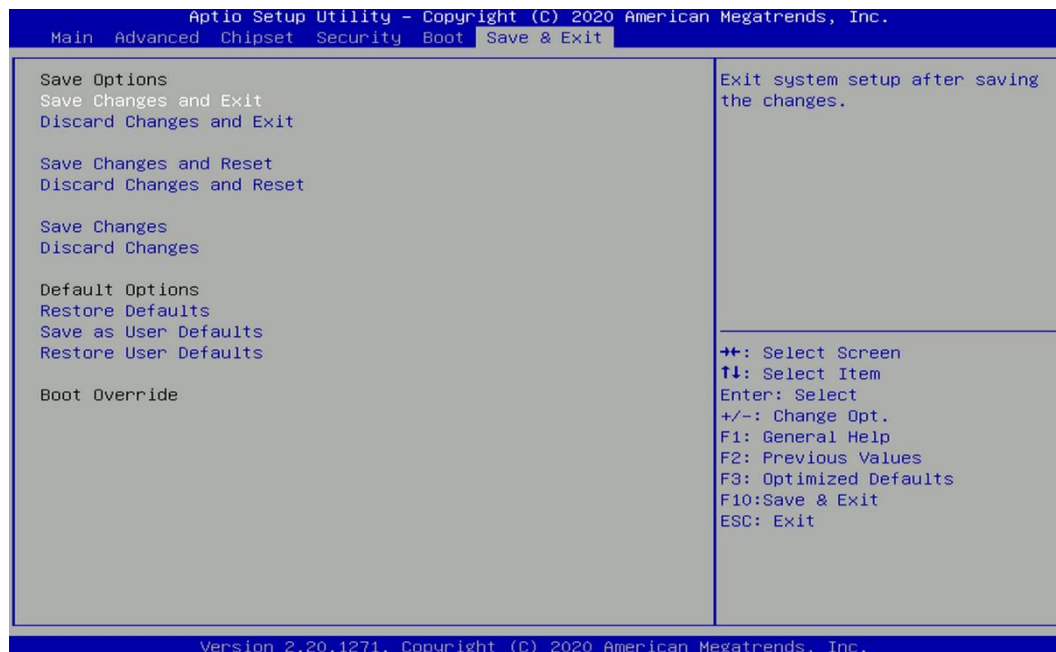 Aptio Setup Utility – Copyright (C) 2020 American Megatrends, Inc.
Main Advanced Chipset Security Boot Save & Exit
Save Options
Save Changes and Exit
Discard Changes and Exit
Save Changes and Reset
Discard Changes and Reset
Save Changes
Discard Changes
Default Options
Restore Defaults
Save as User Defaults
Restore User Defaults
Boot Override
Exit system setup after saving
the changes.
→←: Select Screen
↑↓: Select Item
Enter: Select
+/-: Change Opt.
F1: General Help
F2: Previous Values
F3: Optimized Defaults
F10:Save & Exit
ESC: Exit
Version 2.20.1271. Copyright (C) 2020 American Megatrends, Inc.